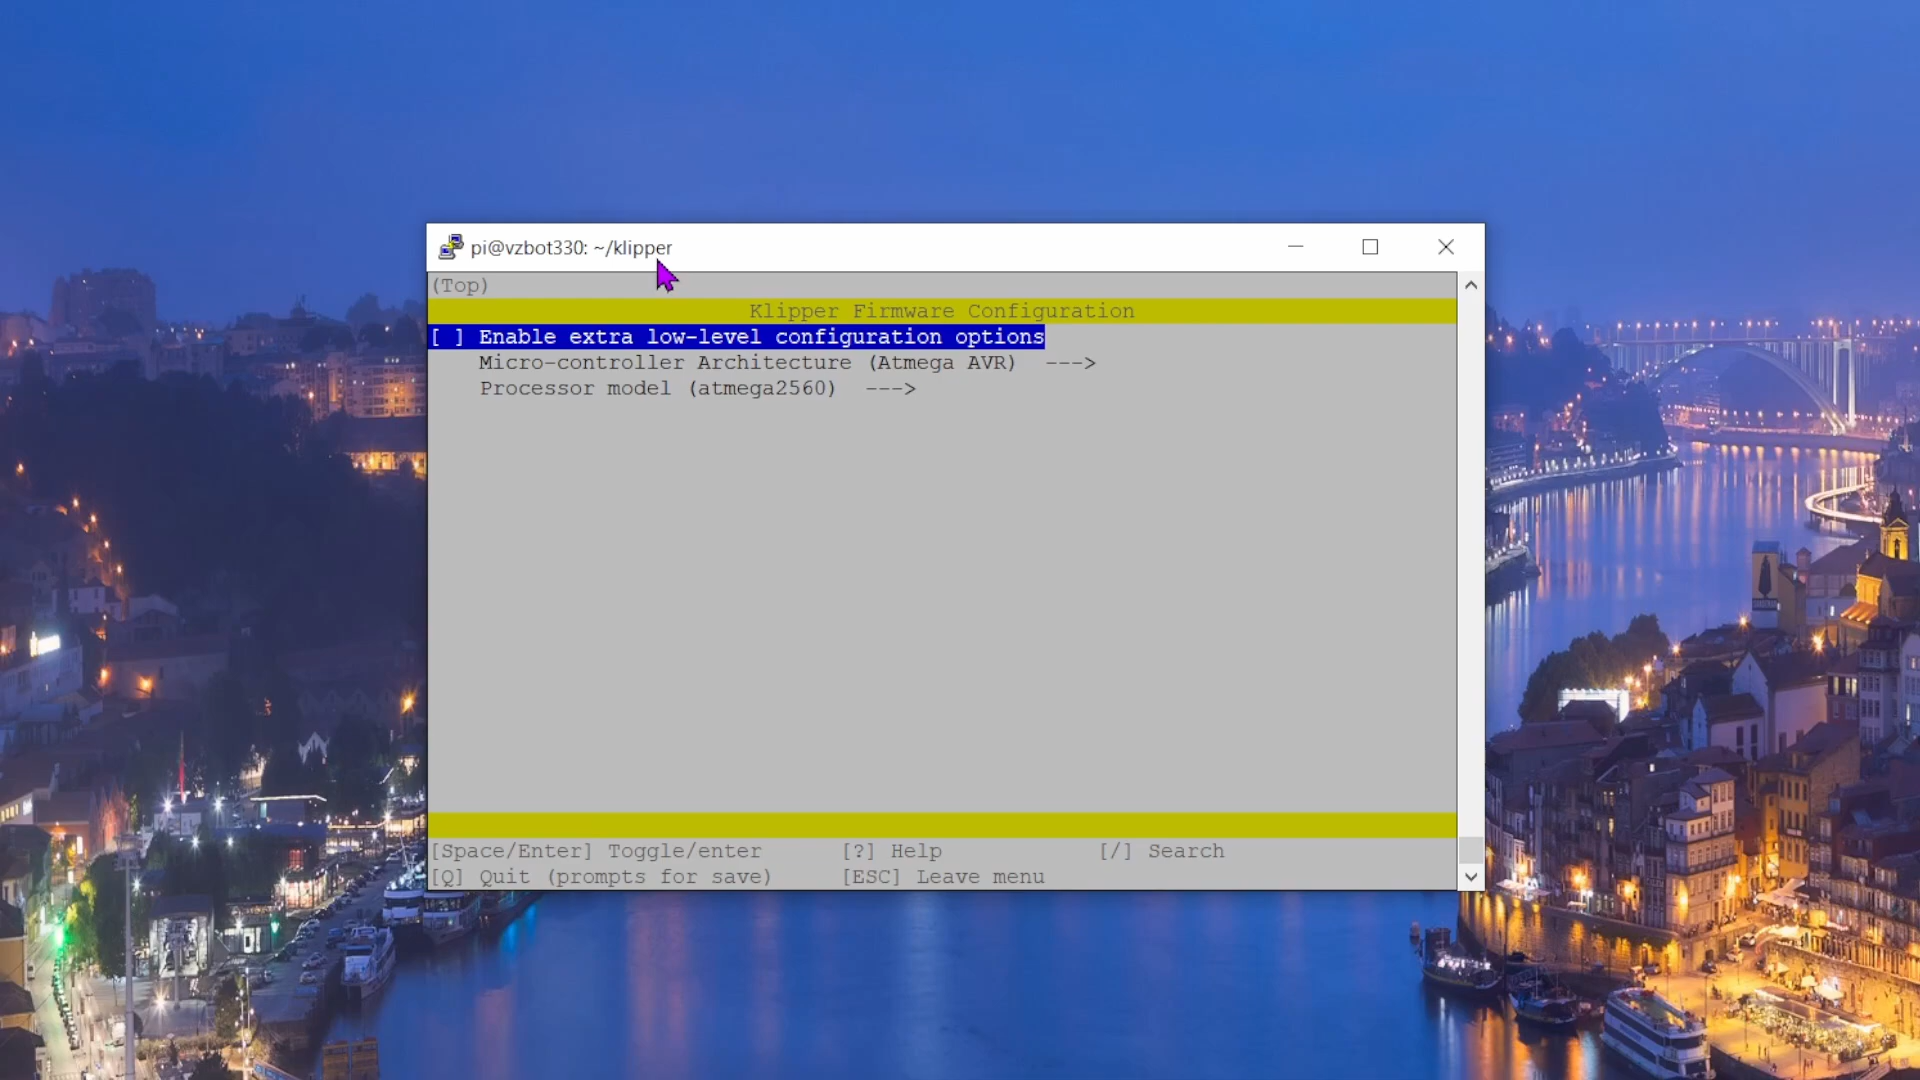 pi@vzbot330: ~/klipper
(Top)
Klipper Firmware Configuration
[ ] Enable extra low-level configuration options
Micro-controller Architecture (Atmega AVR)  --->
Processor model (atmega2560)  --->
[Space/Enter] Toggle/enter [?] Help [/] Search
[Q] Quit (prompts for save) [ESC] Leave menu